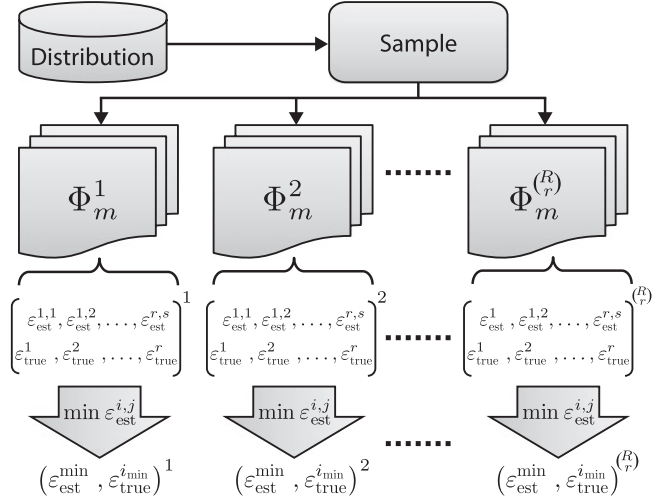 Distribution
Sample
Φ_m^1 Φ_m^2 ....... Φ_m^{(R r)}
[ε_est^{1,1}, ε_est^{1,2}, . . . , ε_est^{r,s} ]^1 [ε_est^{1,1}, ε_est^{1,2}, . . . , ε_est^{r,s} ]^2 [ε_est^1 , ε_est^{1,2}, . . . , ε_est^{r,s} ]^{(R r)}
[ε_true^1 , ε_true^2 , . . . , ε_true^r ] [ε_true^1 , ε_true^2 , . . . , ε_true^r ] ....... [ε_true^1 , ε_true^2 , . . . , ε_true^r ]
min ε_est^{i,j} min ε_est^{i,j} min ε_est^{i,j}
(ε_est^min , ε_true^{i_min})^1 (ε_est^min , ε_true^{i_min})^2 ....... (ε_est^min , ε_true^{i_min})^{(R r)}